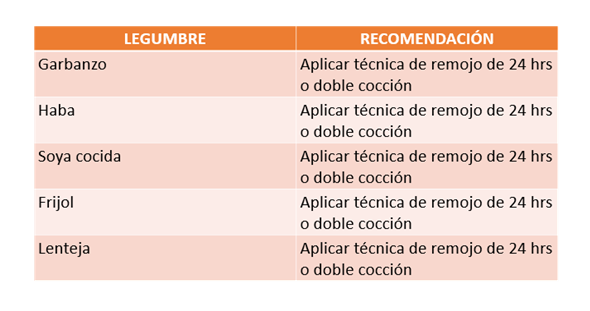 LEGUMBRE RECOMENDACIÓN
Garbanzo Aplicar técnica de remojo de 24 hrs
o doble cocción
Haba Aplicar técnica de remojo de 24 hrs
o doble cocción
Soya cocida Aplicar técnica de remojo de 24 hrs
o doble cocción
Frijol Aplicar técnica de remojo de 24 hrs
o doble cocción
Lenteja Aplicar técnica de remojo de 24 hrs
o doble cocción